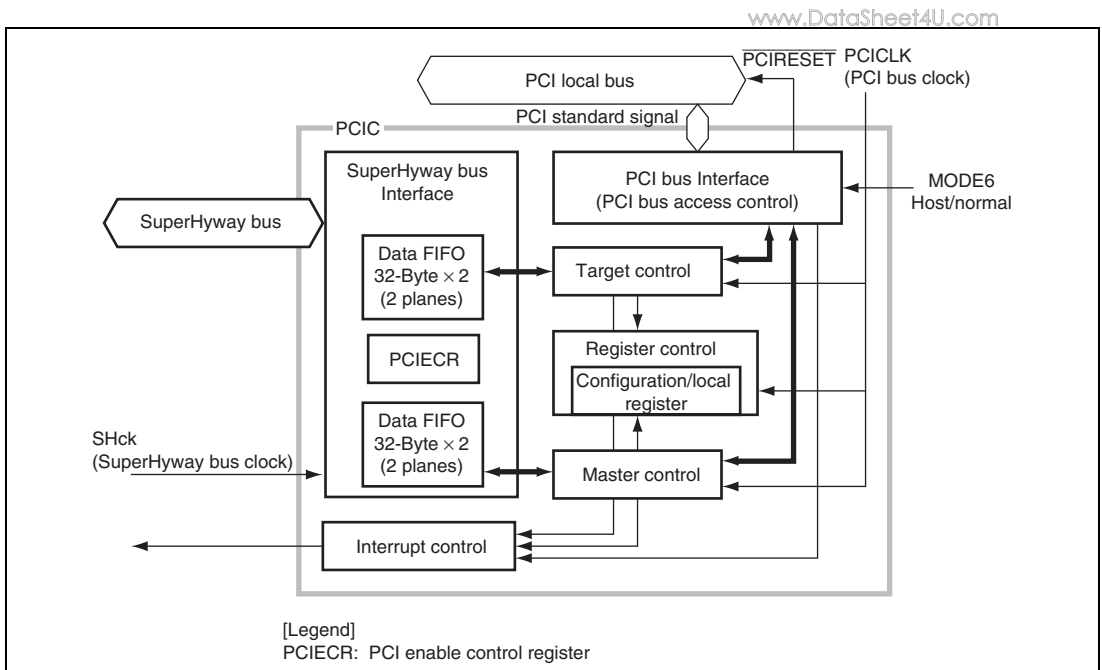 www.DataSheet4U.com
PCI local bus
PCIRESET
PCICLK
(PCI bus clock)
PCI standard signal
PCIC
SuperHyway bus
Interface
PCI bus Interface
(PCI bus access control)
MODE6
Host/normal
SuperHyway bus
Data FIFO
32-Byte × 2
(2 planes)
Target control
PCIECR
Register control
Configuration/local
register
Data FIFO
32-Byte × 2
(2 planes)
SHck
(SuperHyway bus clock)
Master control
Interrupt control
[Legend]
PCIECR: PCI enable control register